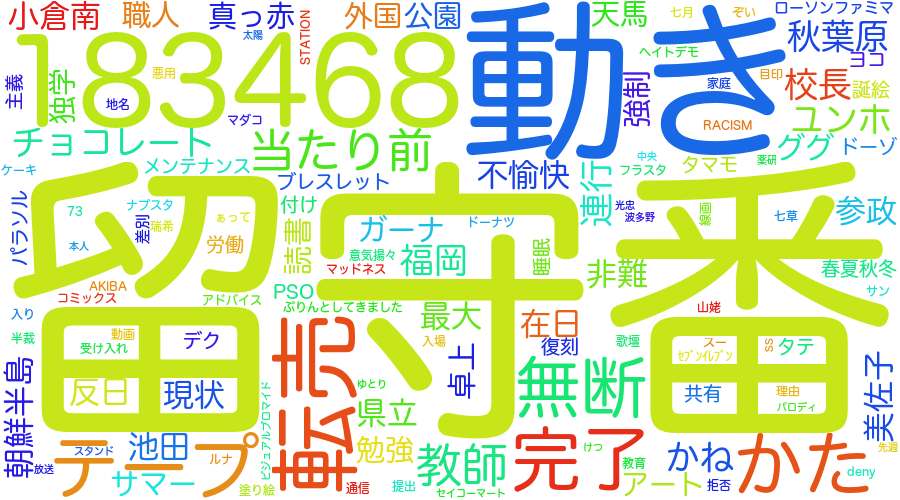 小倉南
職人
真っ赤
太陽
STATION
外国
公園
天馬
七月
ぞい
ローソンファミマ
秋葉原
ヨコ
ヘイトデモ
183468
動き
主義
独学
悪用
地名
マダコ
強制
家庭
目印
校長
誕絵
RACISM
ユンホ
チョコレート
当たり前
メンテナンス
ググ
ドーゾ
ケーキ
ブレスレット
不愉快
連行
中央
フラスタ
タマモ
薬研
留守番
パラソル
73
ナプスタ
差別
瑞希
ぁって
付け
読書
ガーナ
ドーナツ
光忠
波多野
線画
七草
参政
本人
労働
意気揚々
マッドネス
福岡
睡眠
非難
春夏秋冬
サン
AKIBA
コミックス
アドバイス
PSO
ぷりんとしてきました
山姥
入り
半裁
動画
受け入れ
デク
転売
最大
入場
在日
復刻
歌壇
スー
ｾﾌﾞﾝｲﾚﾌﾞﾝ
SS
タテ
朝鮮半島
反日
現状
卓上
無断
共有
理由
パロディ
美佐子
ゆとり
ビジュアルブロマイド
県立
テープ
スタンド
池田
勉強
教師
完了
けつ
教育
かね
かた
先週
放送
サマー
ルナ
塗り絵
通信
提出
セイコーマート
アート
拒否
deny